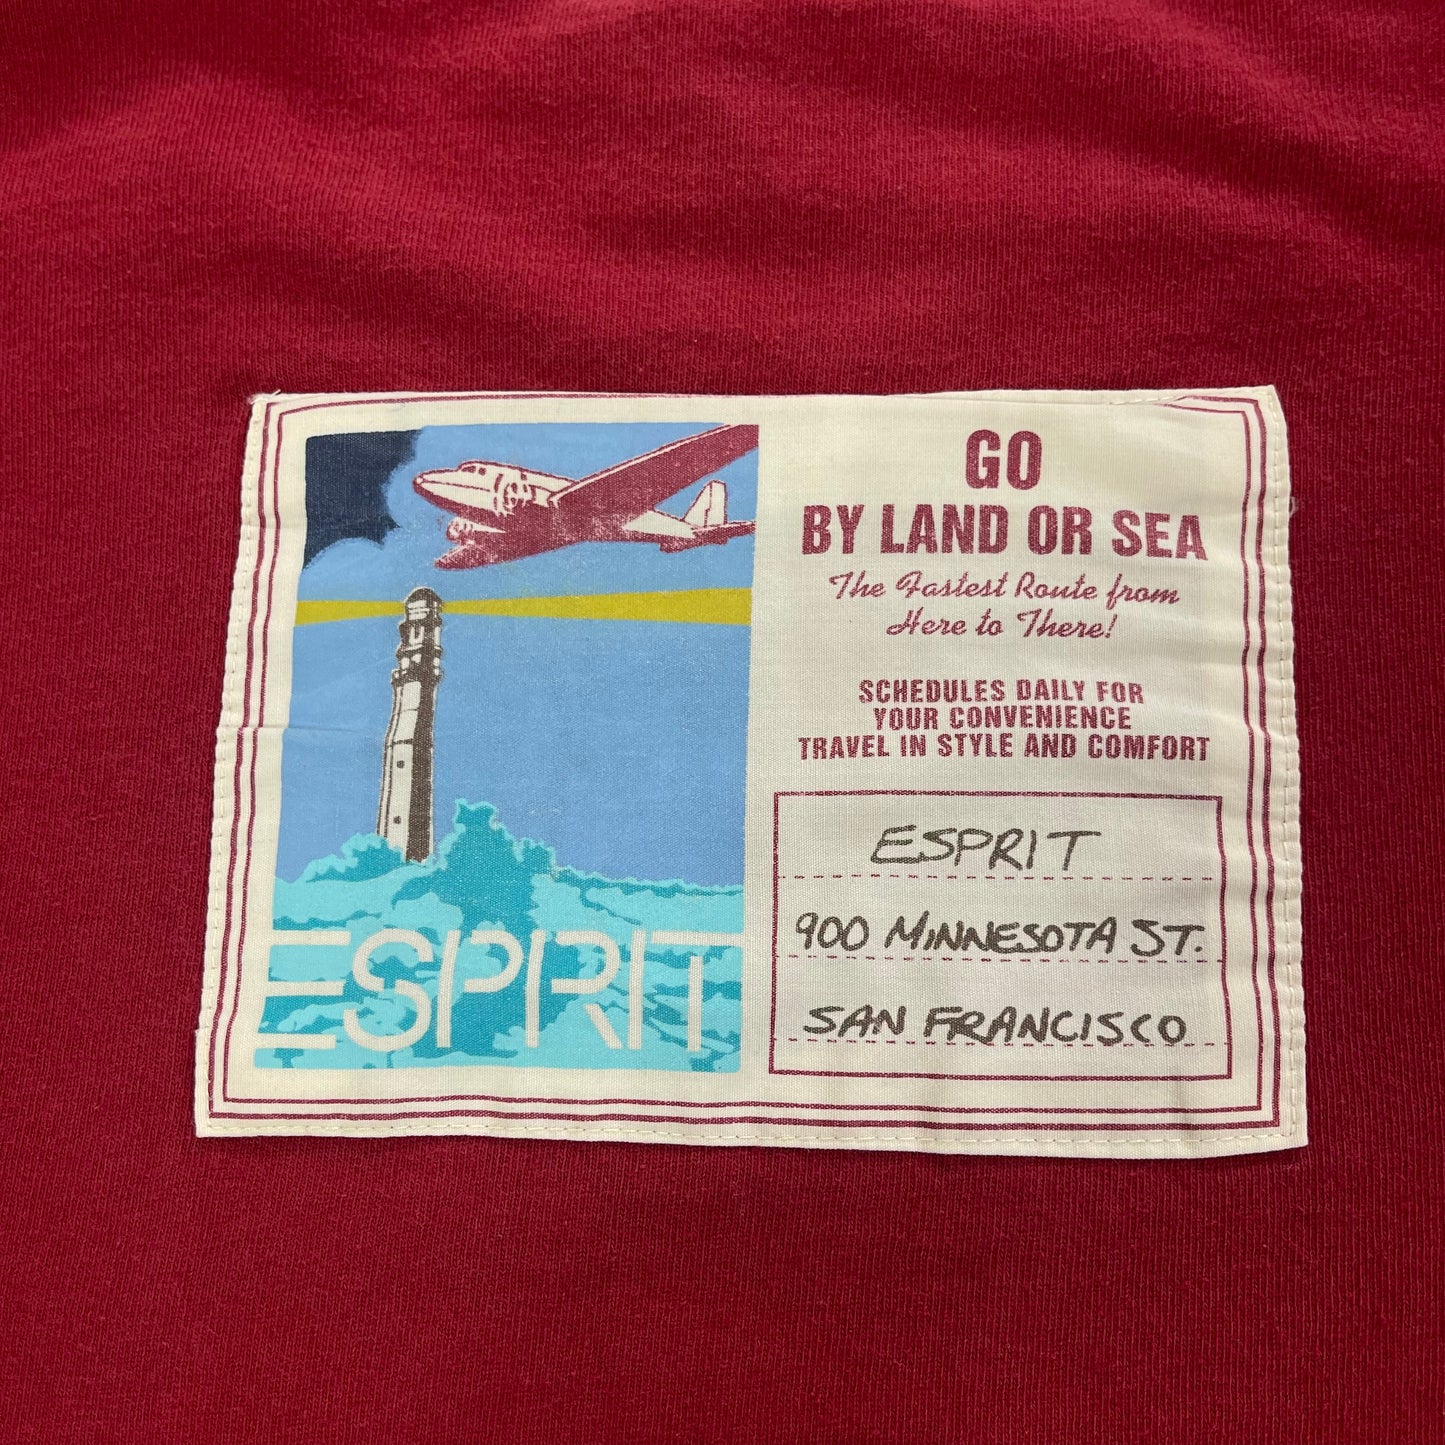 GO
BY LAND OR SEA
The Fastest Route from
Here to There!
SCHEDULES DAILY FOR
YOUR CONVENIENCE
TRAVEL IN STYLE AND COMFORT
ESPRIT
900 MINNESOTA ST.
SAN FRANCISCO
ESPRIT